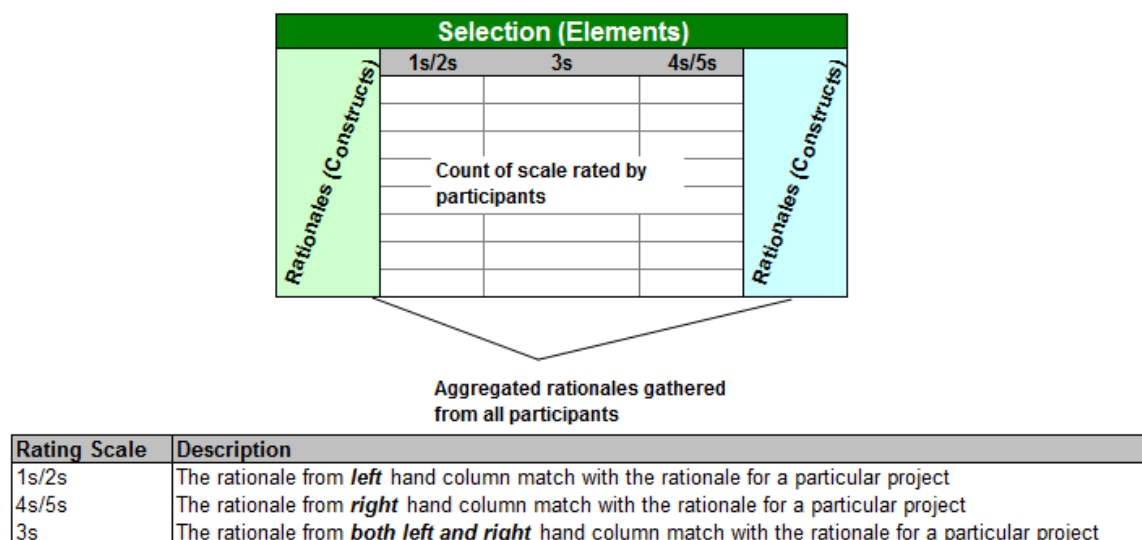 Selection (Elements)
1s/2s 3s 4s/5s
Rationales (Constructs)
Count of scale rated by
participants
Rationales (Constructs)
Aggregated rationales gathered
from all participants
Rating Scale Description
1s/2s The rationale from left hand column match with the rationale for a particular project
4s/5s The rationale from right hand column match with the rationale for a particular project
3s The rationale from both left and right hand column match with the rationale for a particular project